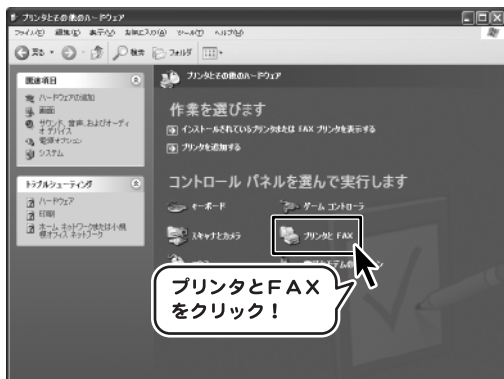 プリンタとその他のハードウェア
ファイル(F) 編集(E) 表示(V) お気に入り(A) ツール(T) ヘルプ(H)
戻る 検索 フォルダ
関連項目
ハードウェアの追加
画面
サウンド、音声、およびオーディオ デバイス
電源オプション
システム
トラブルシューティング
ハードウェア
印刷
ホーム ネットワークまたは小規模オフィス ネットワーク
プリンタとその他のハードウェア
作業を選びます
インストールされているプリンタまたは FAX プリンタを表示する
プリンタを追加する
コントロール パネルを選んで実行します
キーボード
ゲーム コントローラ
スキャナとカメラ
プリンタと FAX
プリンタとFAX
をクリック!